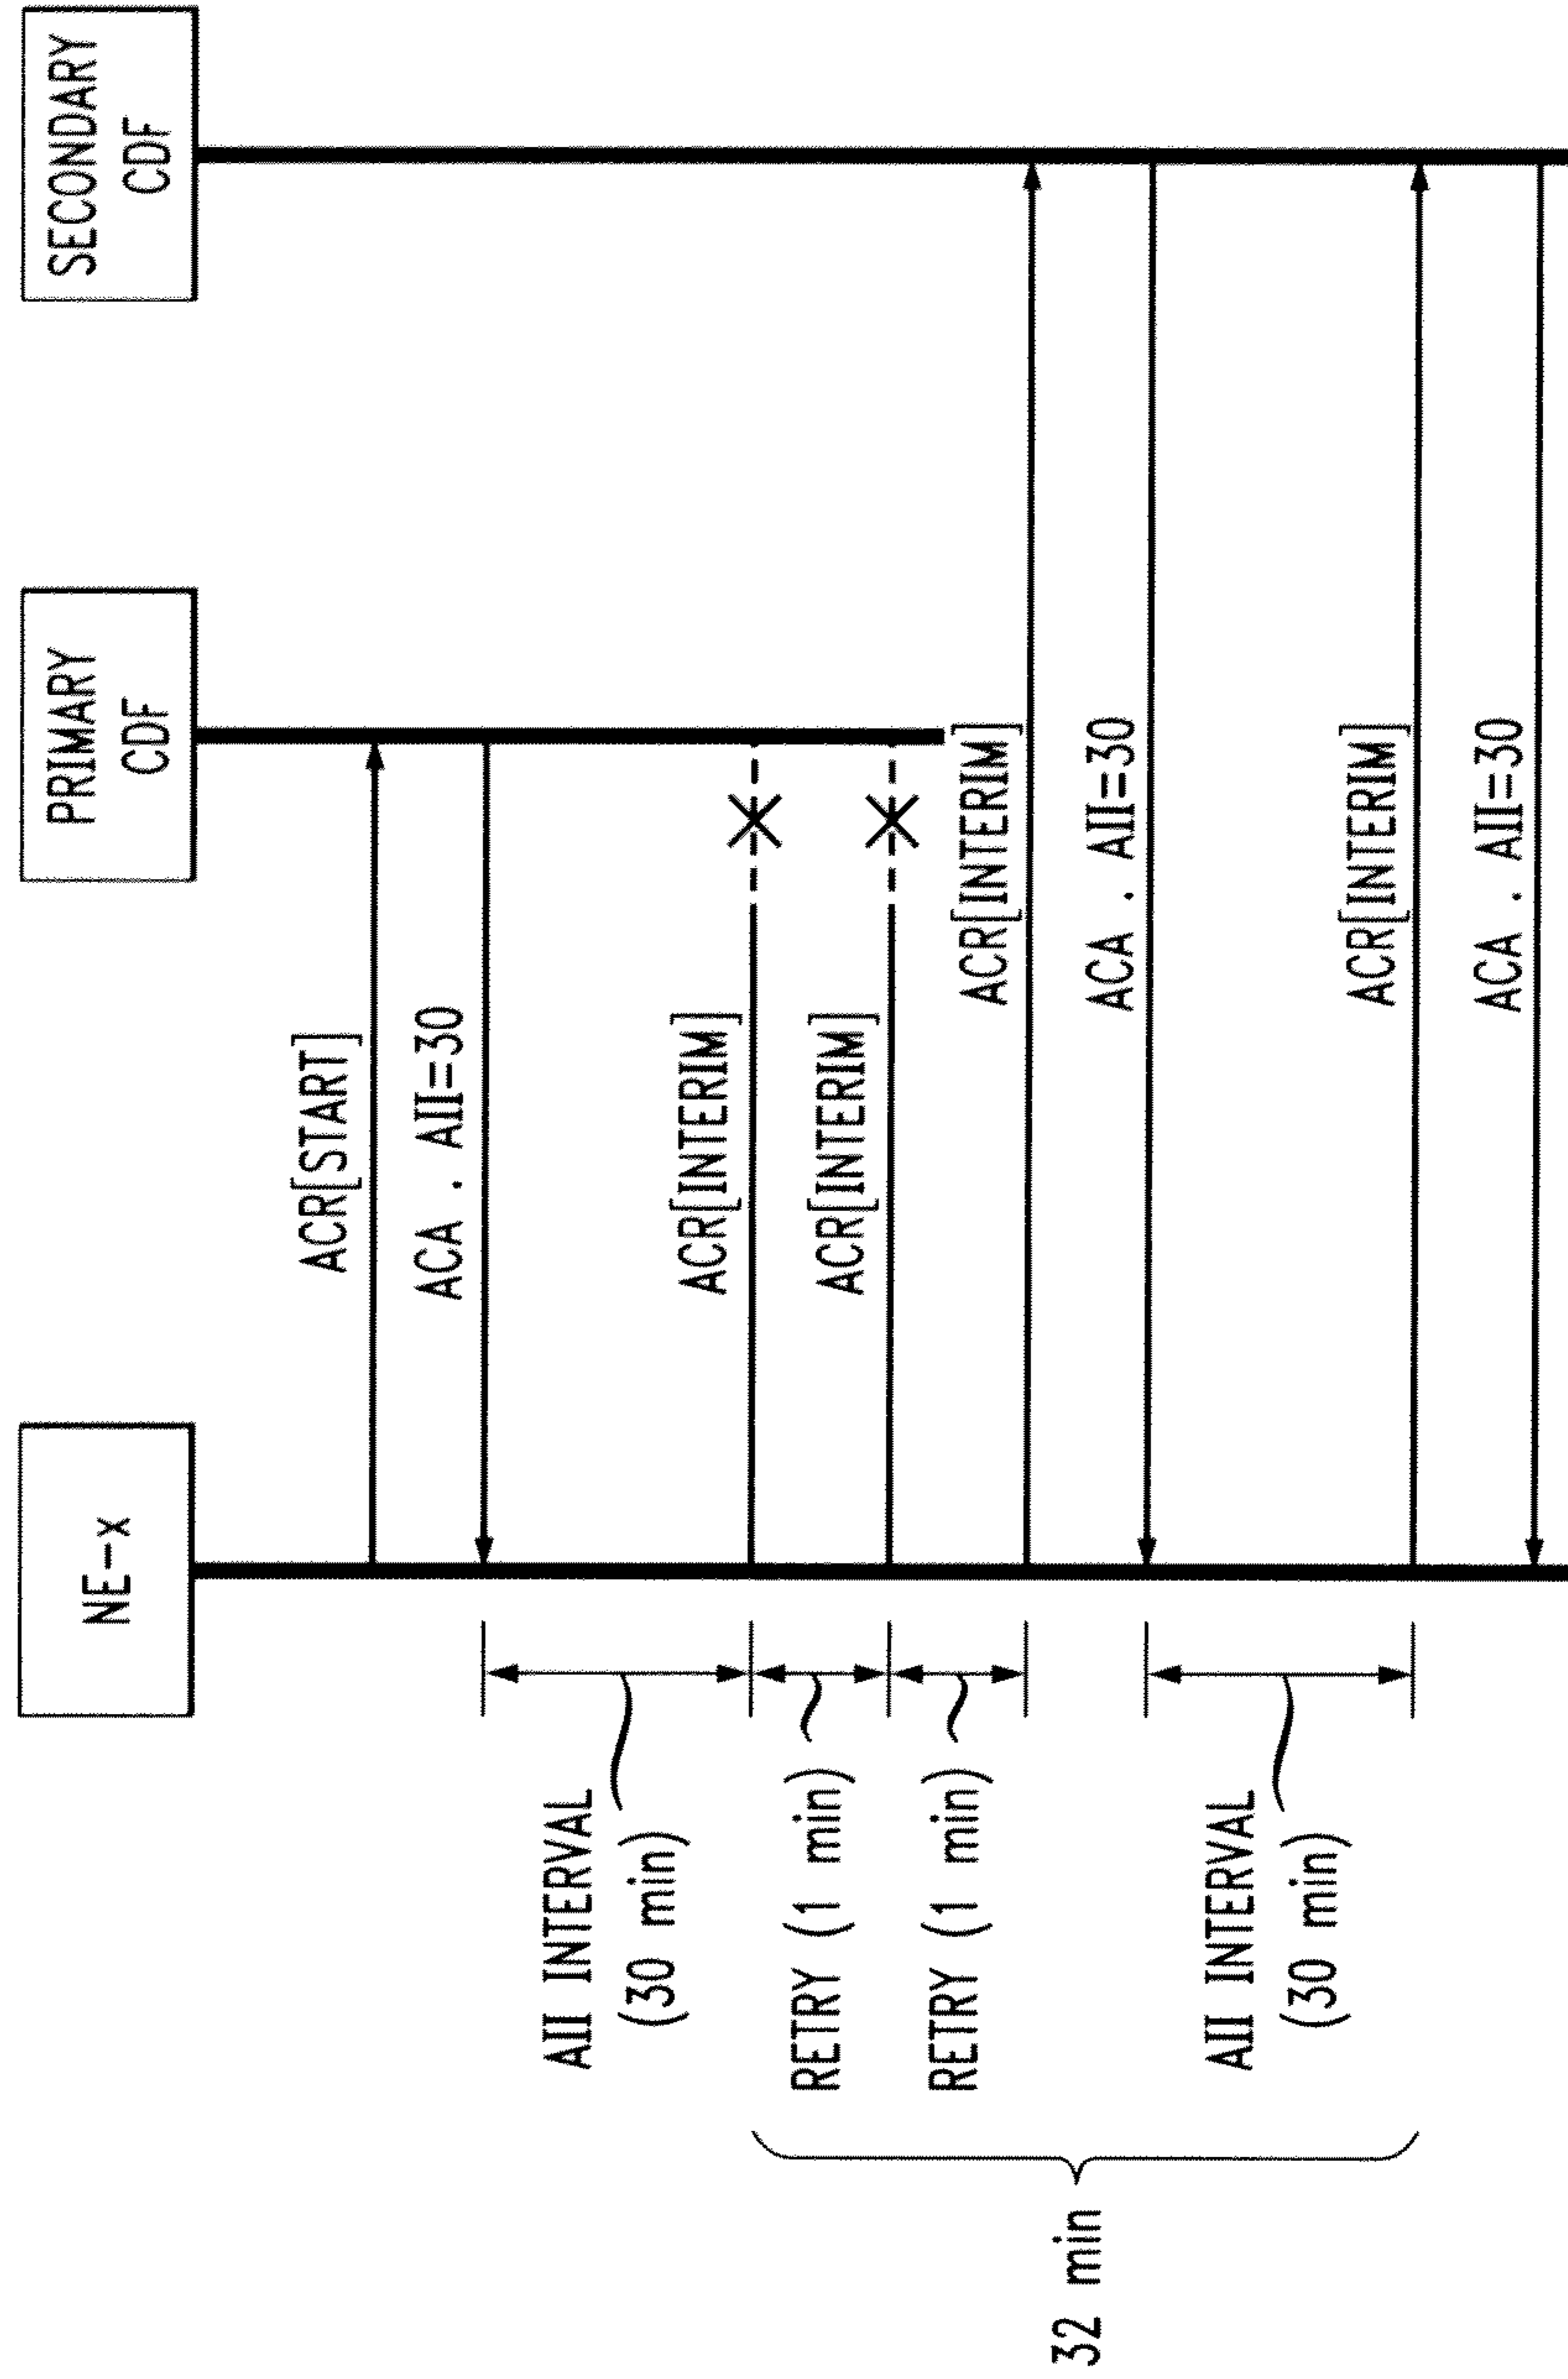 NE-x
PRIMARY
CDF
SECONDARY
CDF
ACR[START]
ACA . AII=30
AII INTERVAL
(30 min)
ACR[INTERIM]
RETRY (1 min)
ACR[INTERIM]
RETRY (1 min)
ACR[INTERIM]
ACA . AII=30
32 min
AII INTERVAL
(30 min)
ACR[INTERIM]
ACA . AII=30